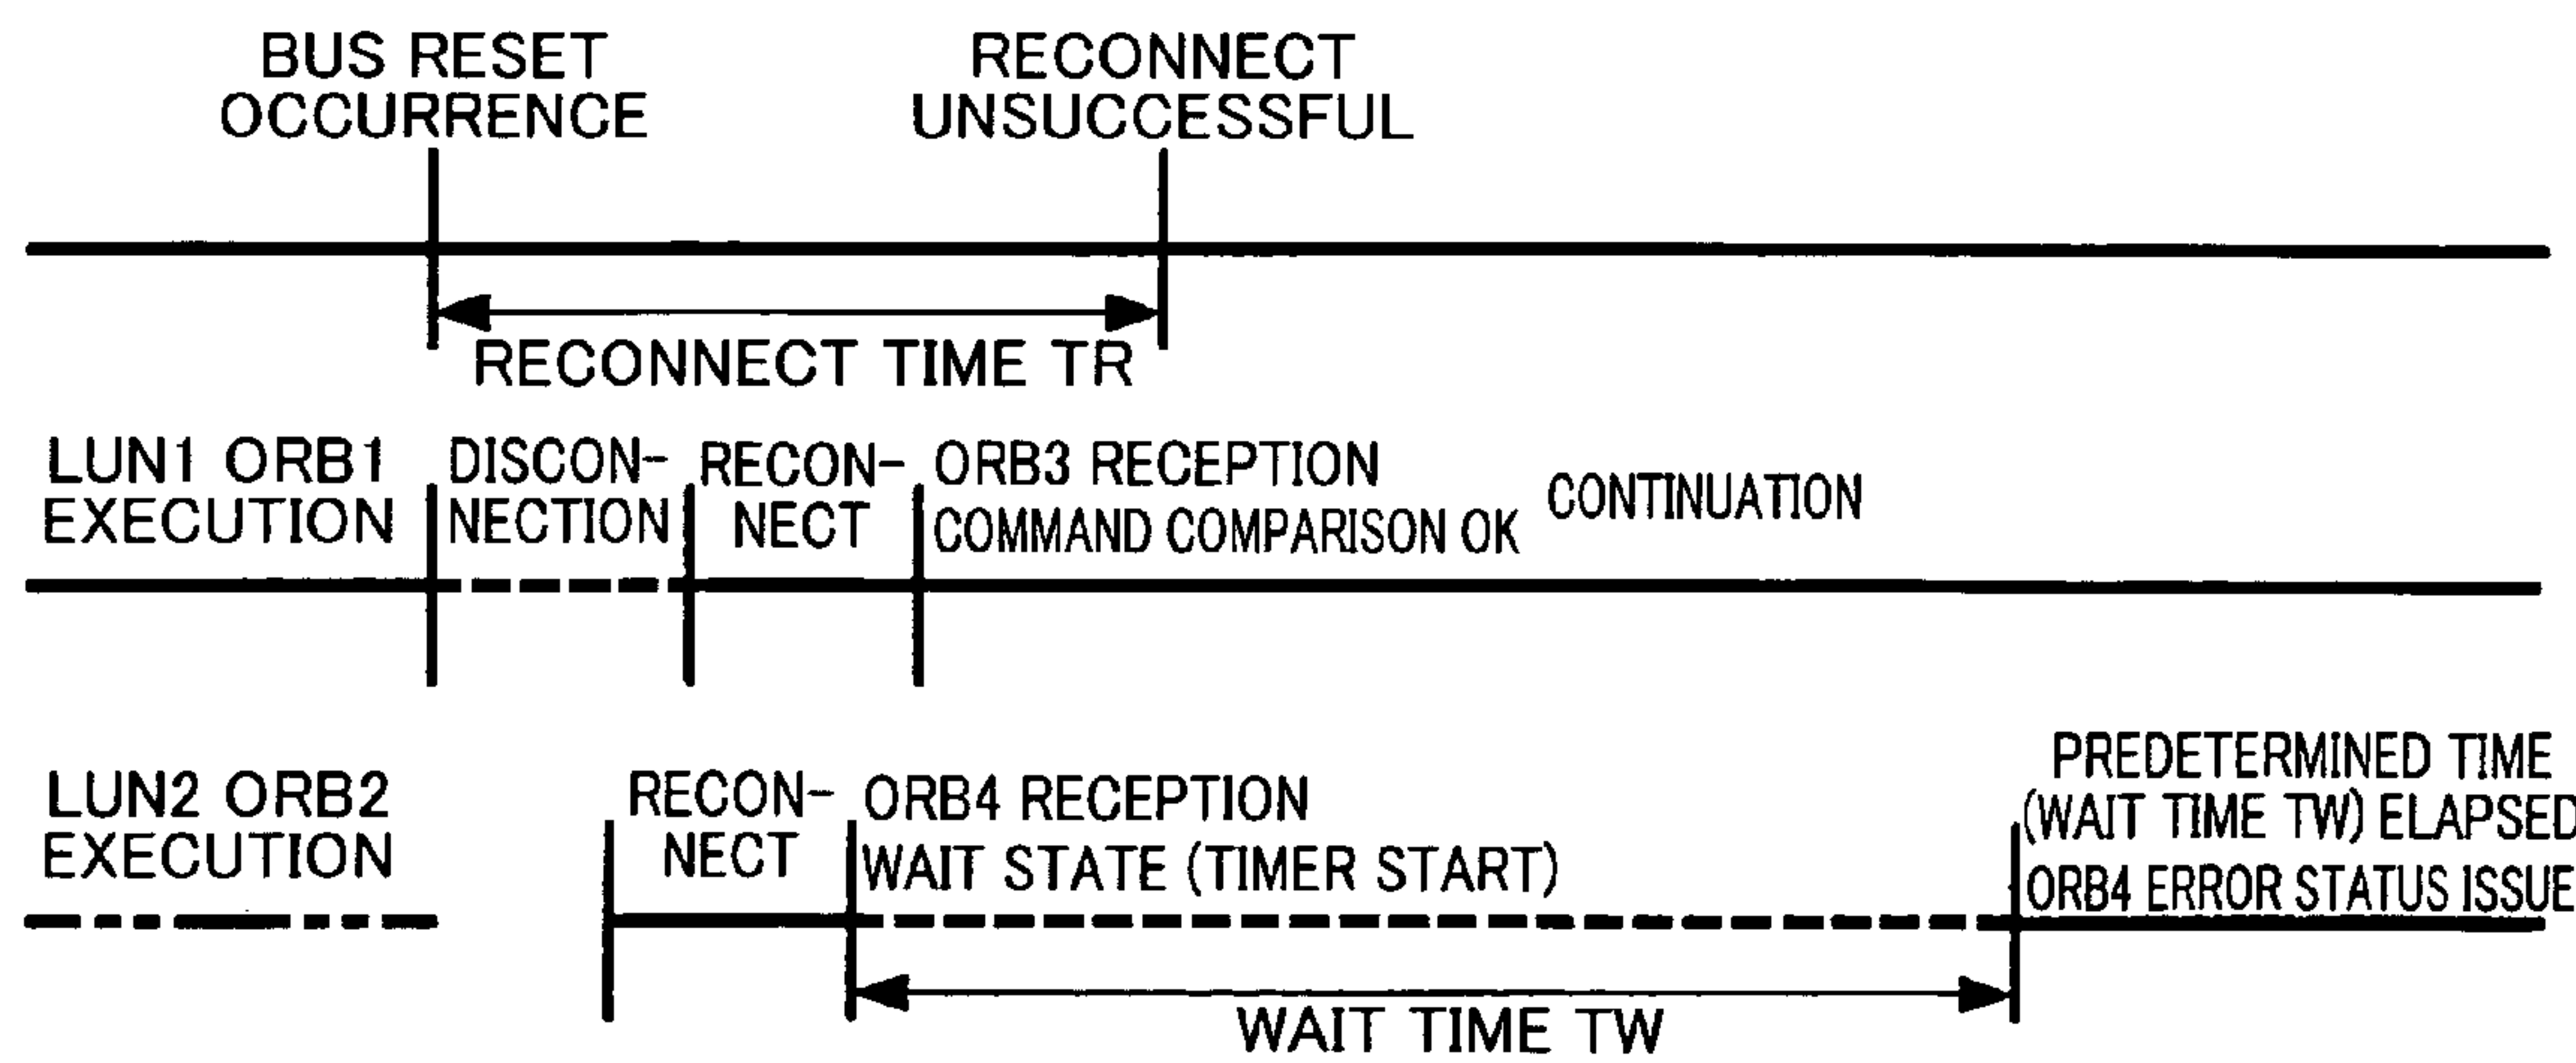 BUS RESET
OCCURRENCE
RECONNECT
UNSUCCESSFUL
RECONNECT TIME TR
LUN1 ORB1
EXECUTION
DISCON-
NECTION
RECON-
NECT
ORB3 RECEPTION
COMMAND COMPARISON OK
CONTINUATION
LUN2 ORB2
EXECUTION
RECON-
NECT
ORB4 RECEPTION
WAIT STATE (TIMER START)
PREDETERMINED TIME
(WAIT TIME TW) ELAPSED
ORB4 ERROR STATUS ISSUE
WAIT TIME TW